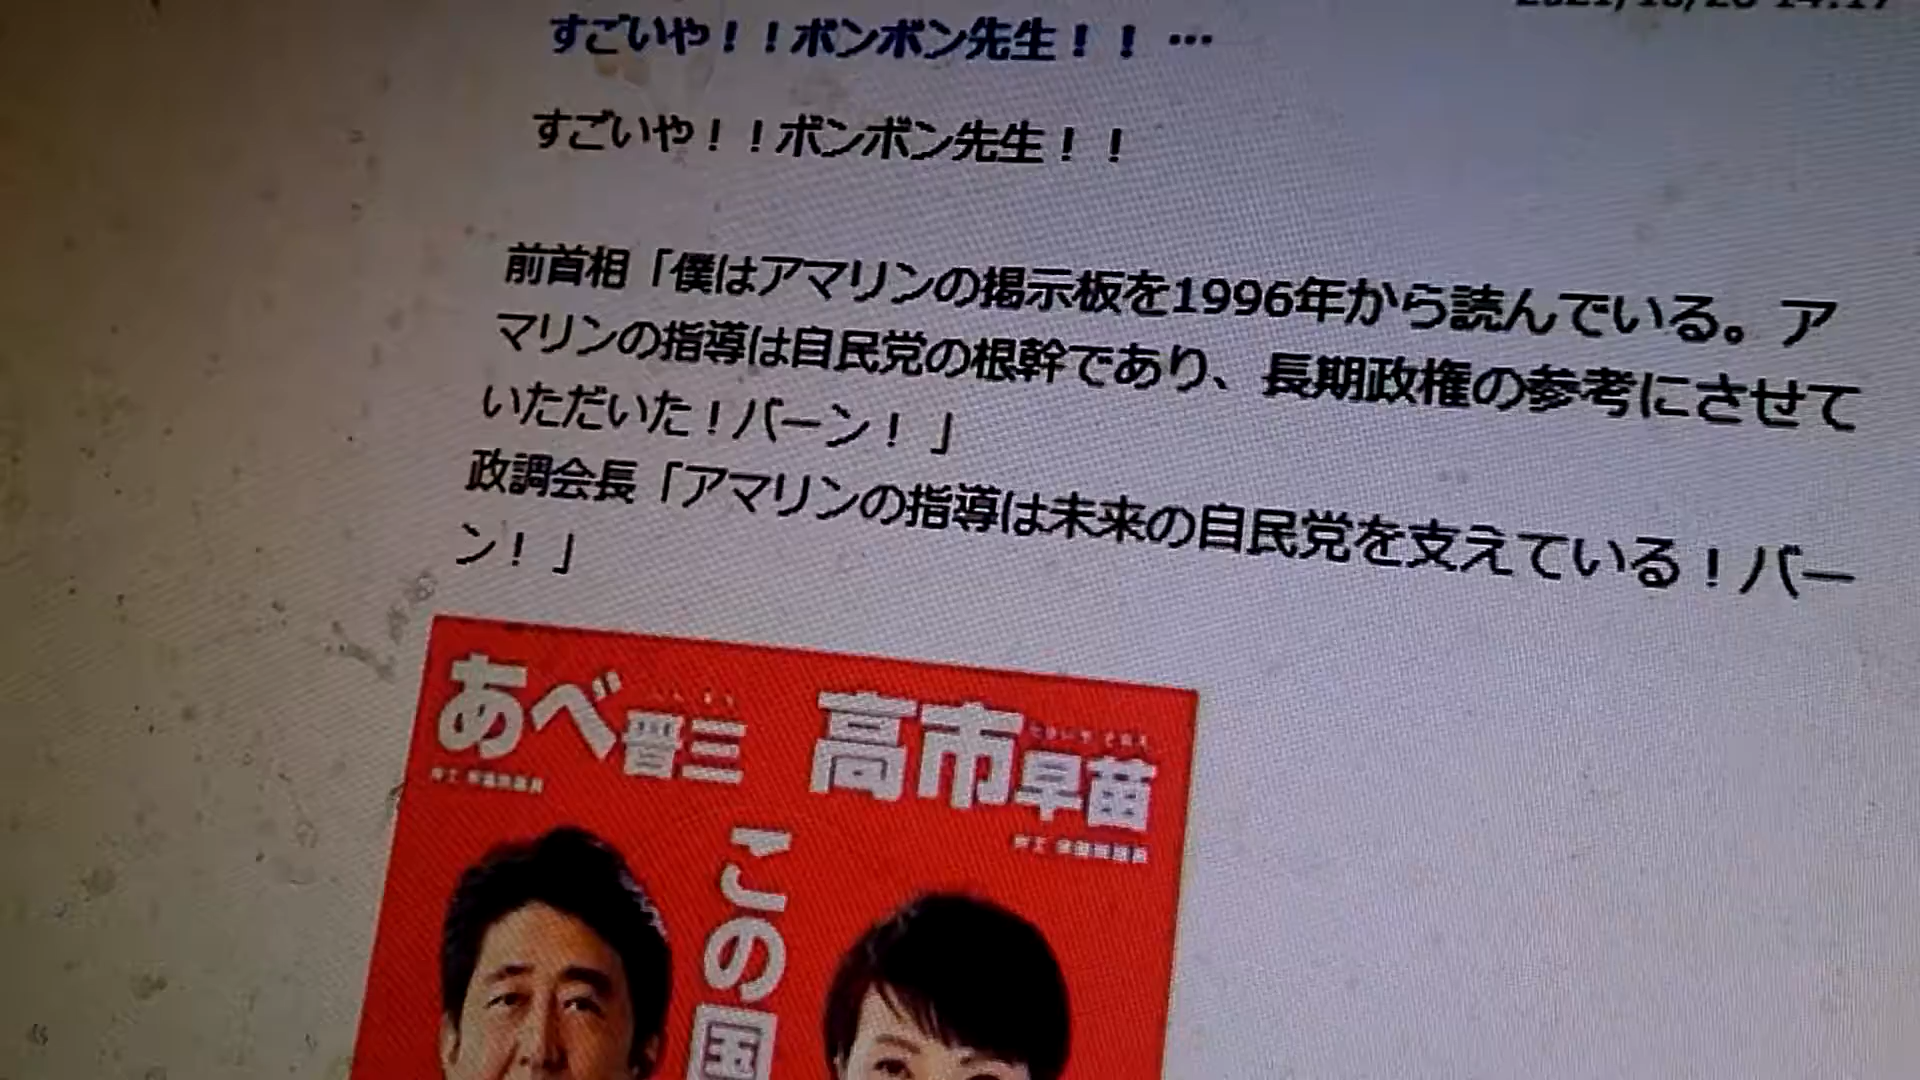 すごいや！！ボンボン先生！！ …
すごいや！！ボンボン先生！！
前首相「僕はアマリンの掲示板を1996年から読んでいる。ア
マリンの指導は自民党の根幹であり、長期政権の参考にさせて
いただいた！バーン！」
政調会長「アマリンの指導は未来の自民党を支えている！バー
ン！」
あべ晋三
高市早苗
この国